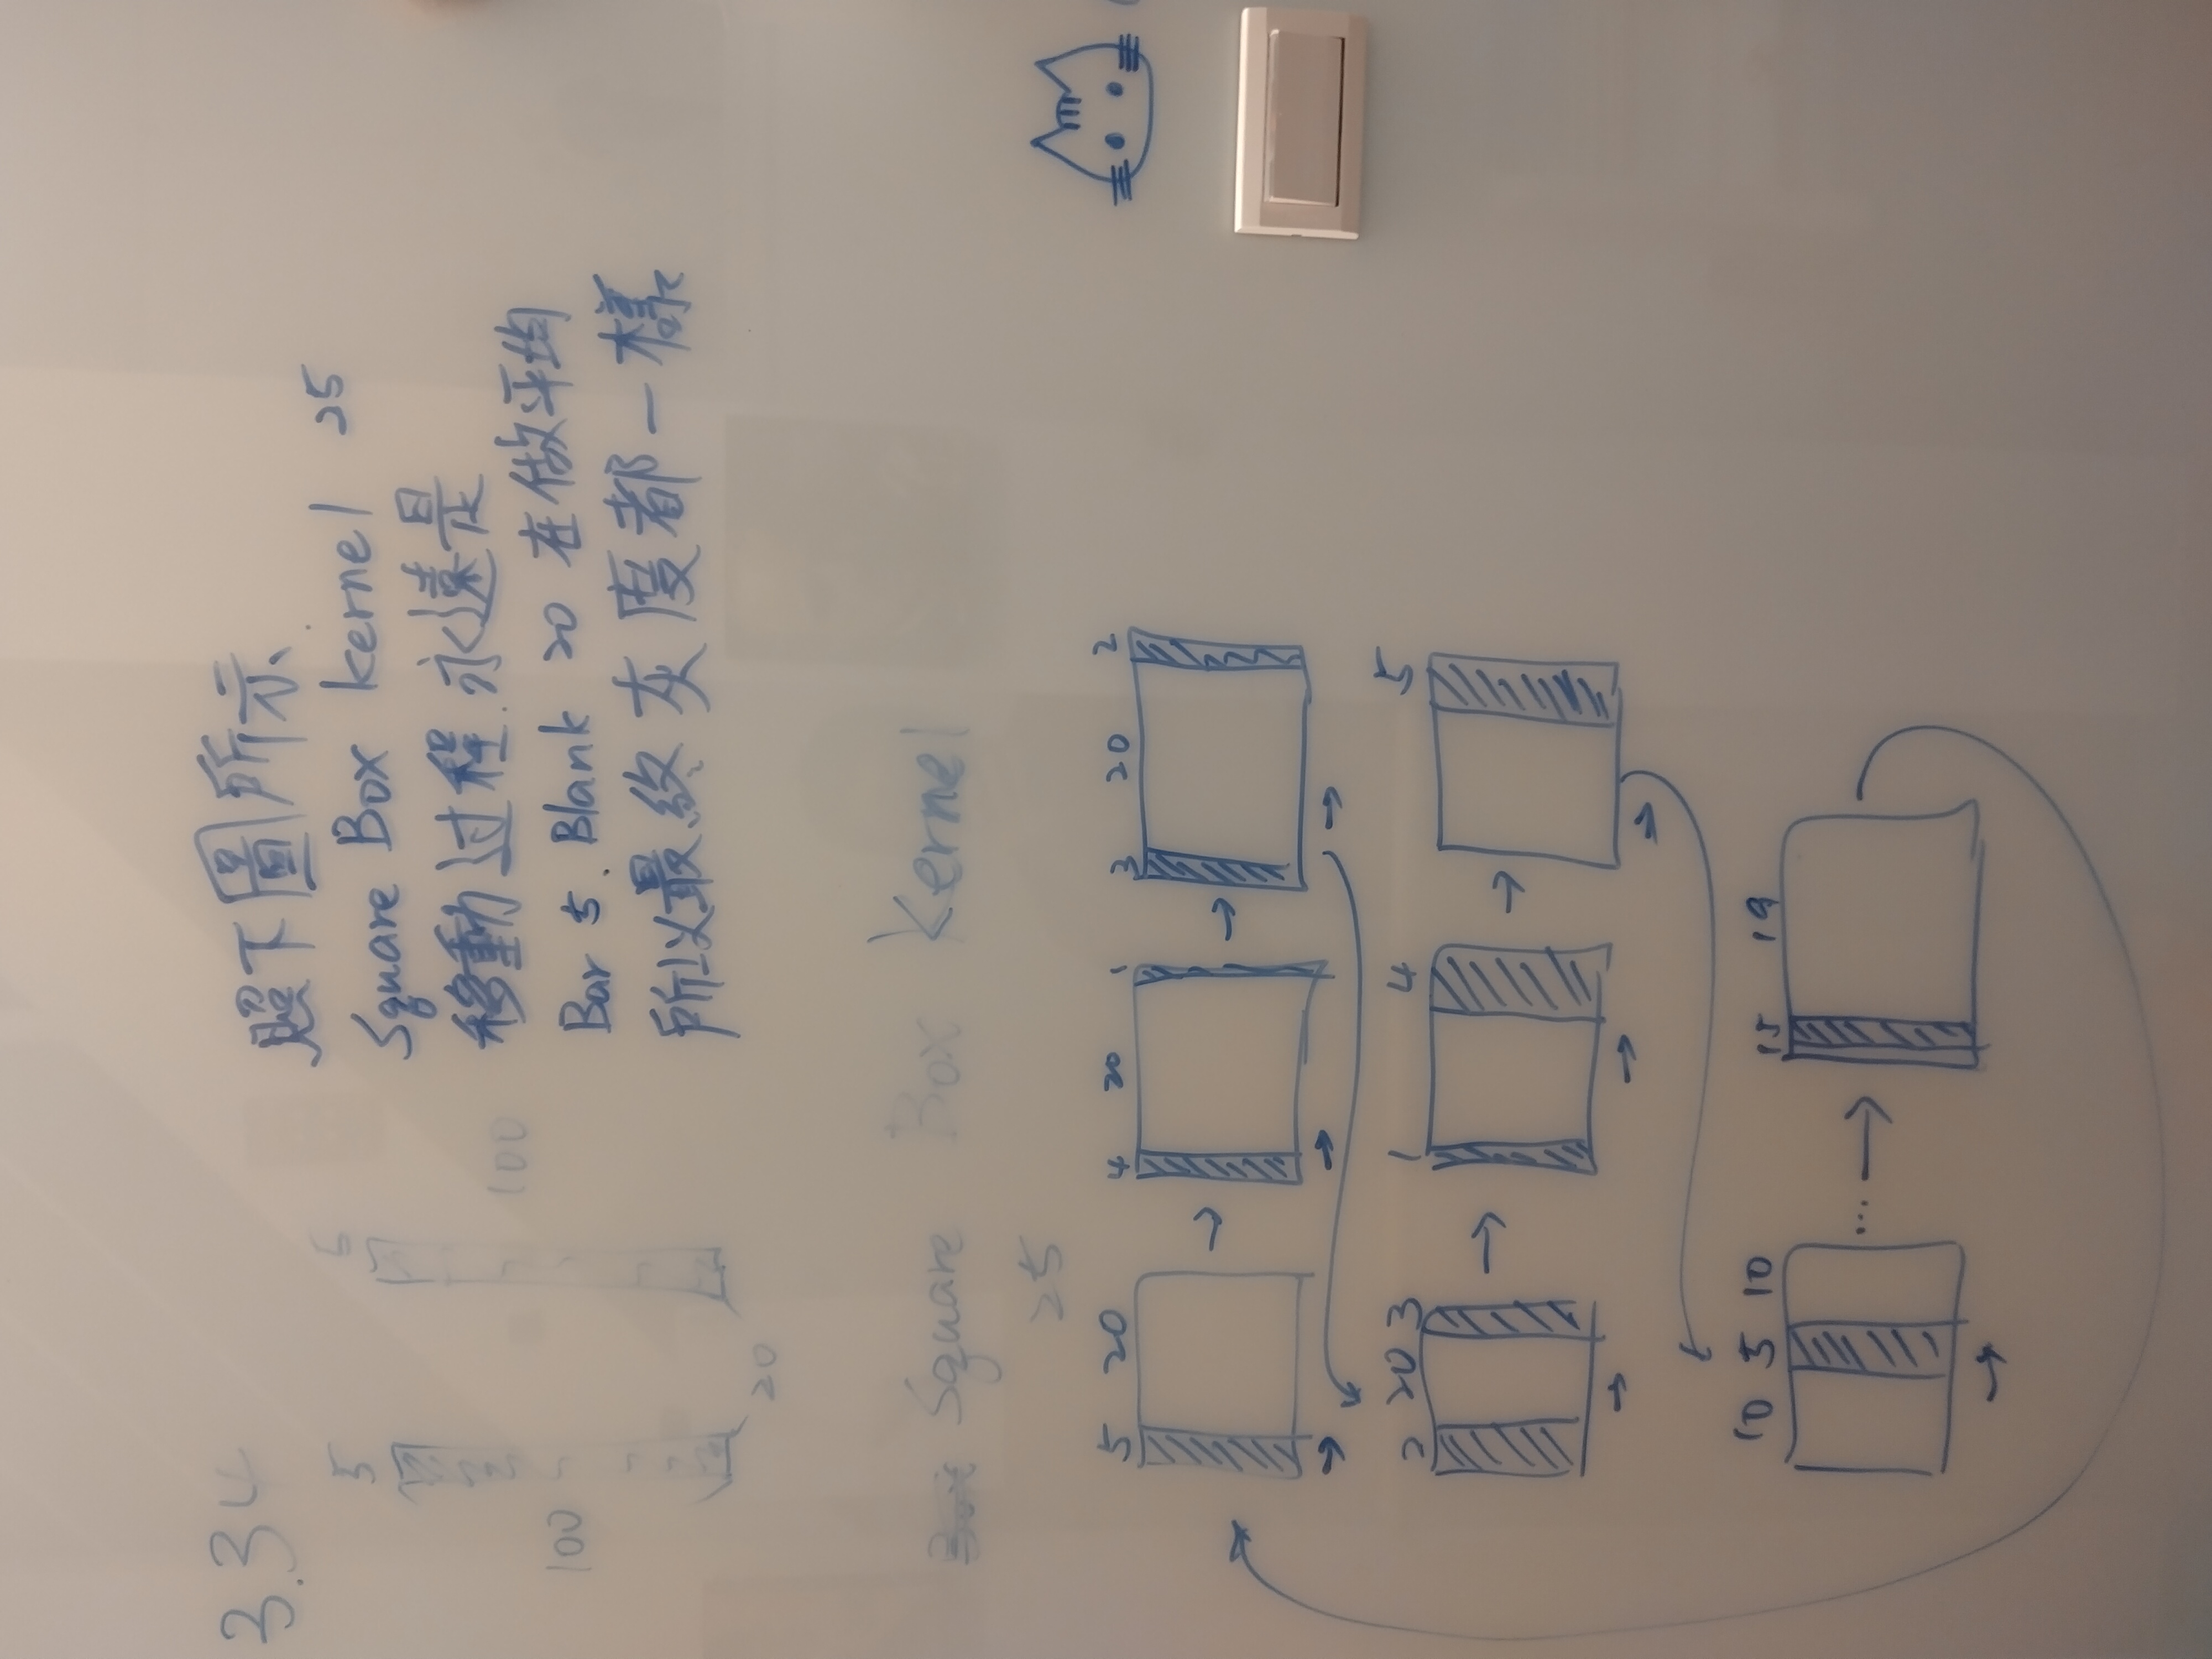 3.34
5 5
100 100
20
照下圖所示
Square Box kernel 25
移動过程.永遠是
Bar 5. Blank 20 在做平均
所以最終灰度都一樣
Square Box Kernel
25
5 20 4 20 1 3 20 2
2 20 3 1 4 5
10 5 10 1 5 19